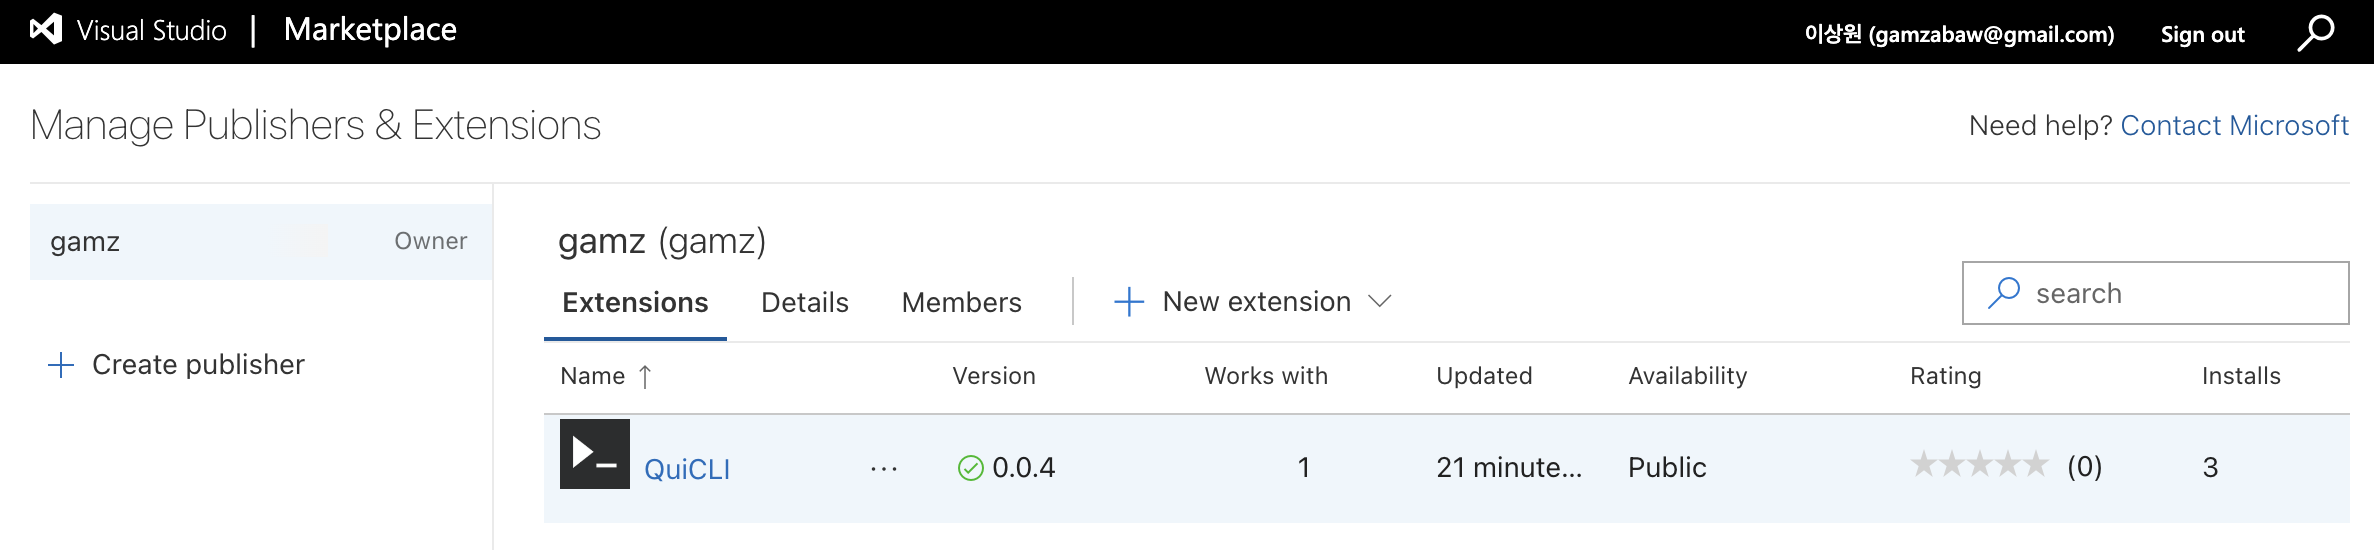 Visual Studio | Marketplace
이상원 (gamzabaw@gmail.com) Sign out
Manage Publishers & Extensions
Need help? Contact Microsoft
gamz Owner
Create publisher
gamz (gamz)
Extensions Details Members New extension
search
Name ↑ Version Works with Updated Availability Rating Installs
QuiCLI ... 0.0.4 1 21 minute... Public (0) 3